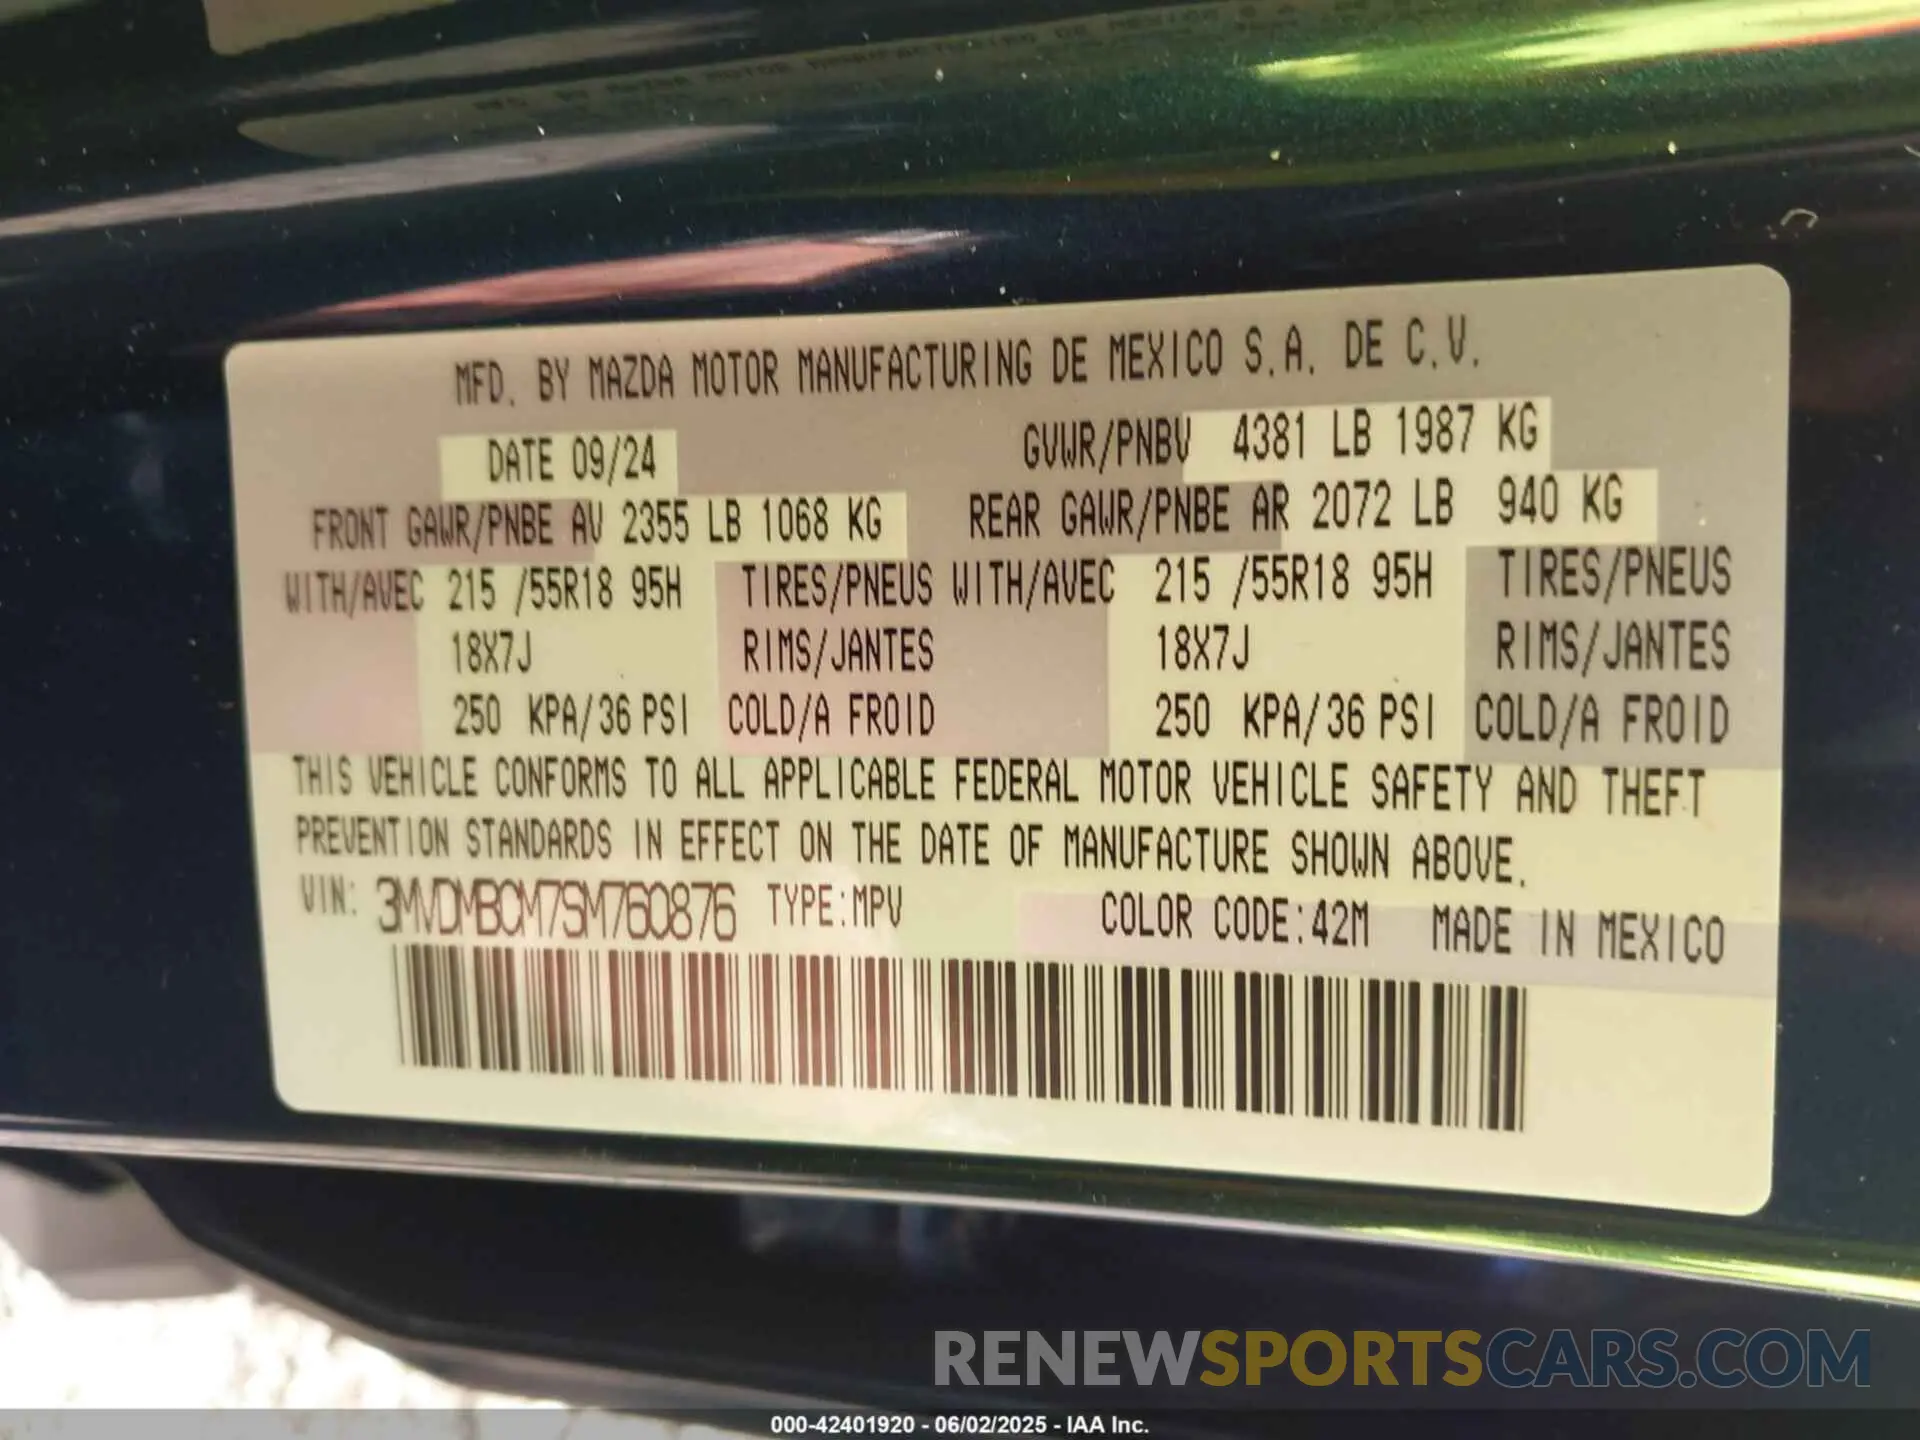 MFD. BY MAZDA MOTOR MANUFACTURING DE MEXICO S.A. DE C.V.
DATE 09/24 GVWR/PNBV 4381 LB 1987 KG
FRONT GAWR/PNBE AV 2355 LB 1068 KG REAR GAWR/PNBE AR 2072 LB 940 KG
WITH/AVEC 215 /55R18 95H TIRES/PNEUS WITH/AVEC 215 /55R18 95H TIRES/PNEUS
18X7J RIMS/JANTES 18X7J RIMS/JANTES
250 KPA/36 PSI COLD/A FROID 250 KPA/36 PSI COLD/A FROID
THIS VEHICLE CONFORMS TO ALL APPLICABLE FEDERAL MOTOR VEHICLE SAFETY AND THEFT
PREVENTION STANDARDS IN EFFECT ON THE DATE OF MANUFACTURE SHOWN ABOVE.
VIN: 3MVDMBCM7SM760876 TYPE:MPV COLOR CODE:42M MADE IN MEXICO
RENEWSPORTSCARS.COM
000-42401920 - 06/02/2025 - IAA Inc.